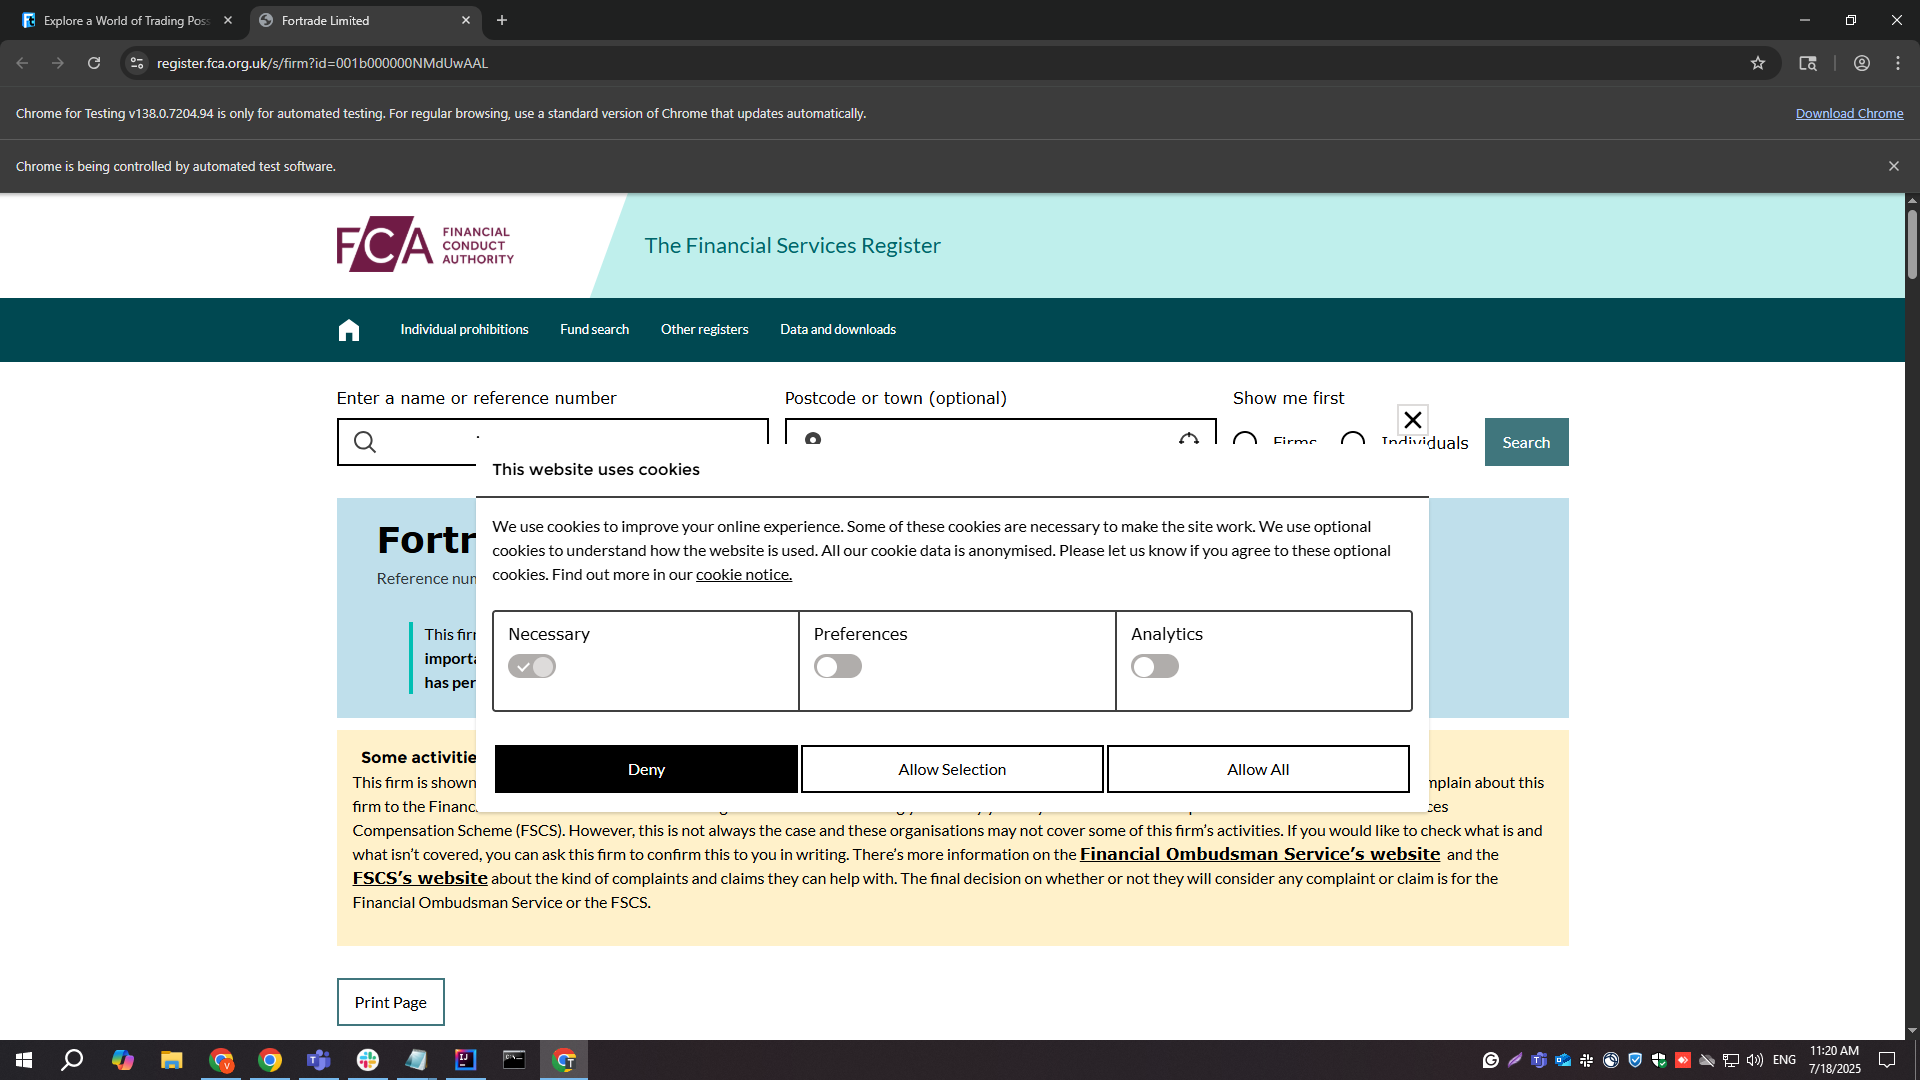 Explore a World of Trading Pos
Fortrade Limited
register.fca.org.uk/s/firm?id=001b000000NMdUwAAL
Chrome for Testing v138.0.7204.94 is only for automated testing. For regular browsing, use a standard version of Chrome that updates automatically.
Download Chrome
Chrome is being controlled by automated test software.
FCA FINANCIAL CONDUCT AUTHORITY
The Financial Services Register
Individual prohibitions
Fund search
Other registers
Data and downloads
Enter a name or reference number
Postcode or town (optional)
Show me first
Firms
Individuals
Search
This website uses cookies
We use cookies to improve your online experience. Some of these cookies are necessary to make the site work. We use optional
cookies to understand how the website is used. All our cookie data is anonymised. Please let us know if you agree to these optional
cookies. Find out more in our cookie notice.
Necessary
Preferences
Analytics
Deny
Allow Selection
Allow All
Fortr
Reference num
This firm
importa
has per
Some activitie
This firm is shown
mplain about this
firm to the Financ
ces
Compensation Scheme (FSCS). However, this is not always the case and these organisations may not cover some of this firm's activities. If you would like to check what is and
what isn't covered, you can ask this firm to confirm this to you in writing. There's more information on the Financial Ombudsman Service's website and the
FSCS's website about the kind of complaints and claims they can help with. The final decision on whether or not they will consider any complaint or claim is for the
Financial Ombudsman Service or the FSCS.
Print Page
ENG
11:20 AM
7/18/2025